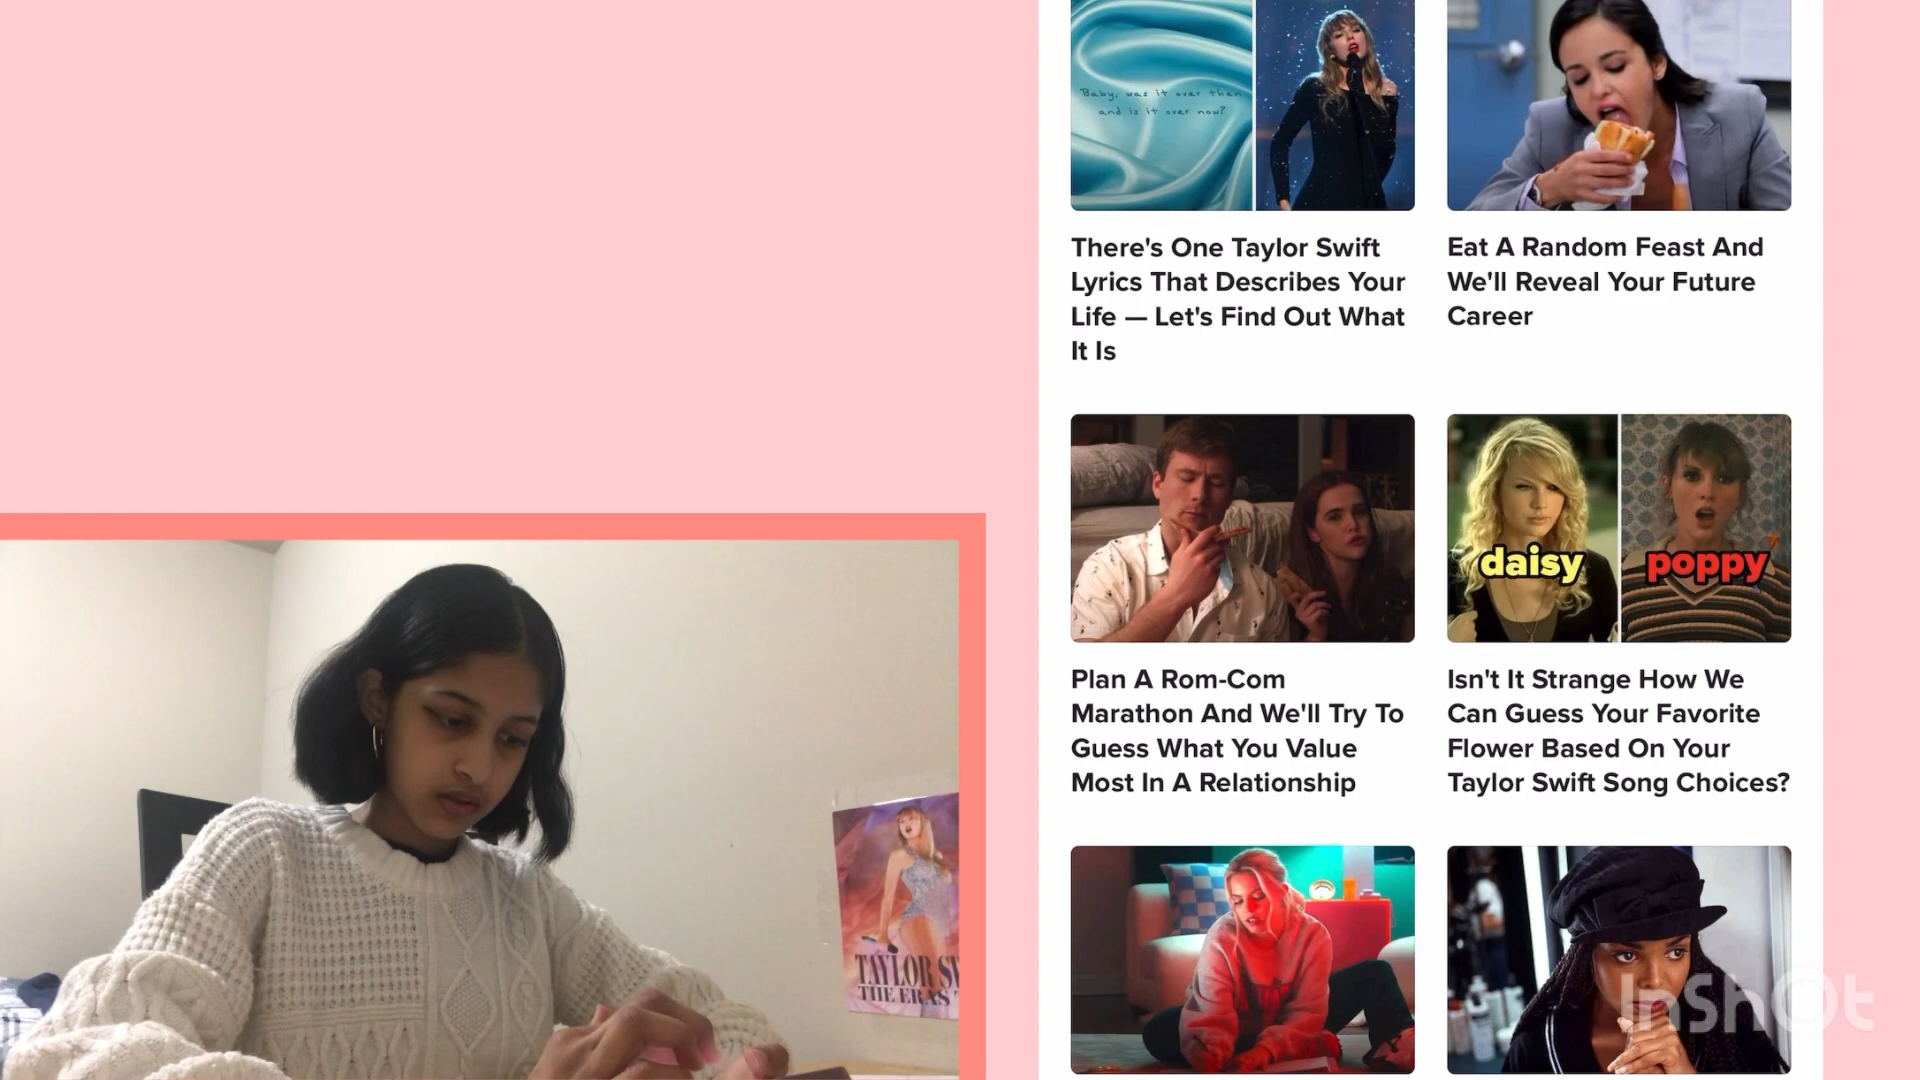 Baby, was it over then
and is it over now?
There's One Taylor Swift
Lyrics That Describes Your
Life — Let's Find Out What
It Is
Eat A Random Feast And
We'll Reveal Your Future
Career
daisy
poppy
Plan A Rom-Com
Marathon And We'll Try To
Guess What You Value
Most In A Relationship
Isn't It Strange How We
Can Guess Your Favorite
Flower Based On Your
Taylor Swift Song Choices?
TAYLOR
THE ERAS
InShOt